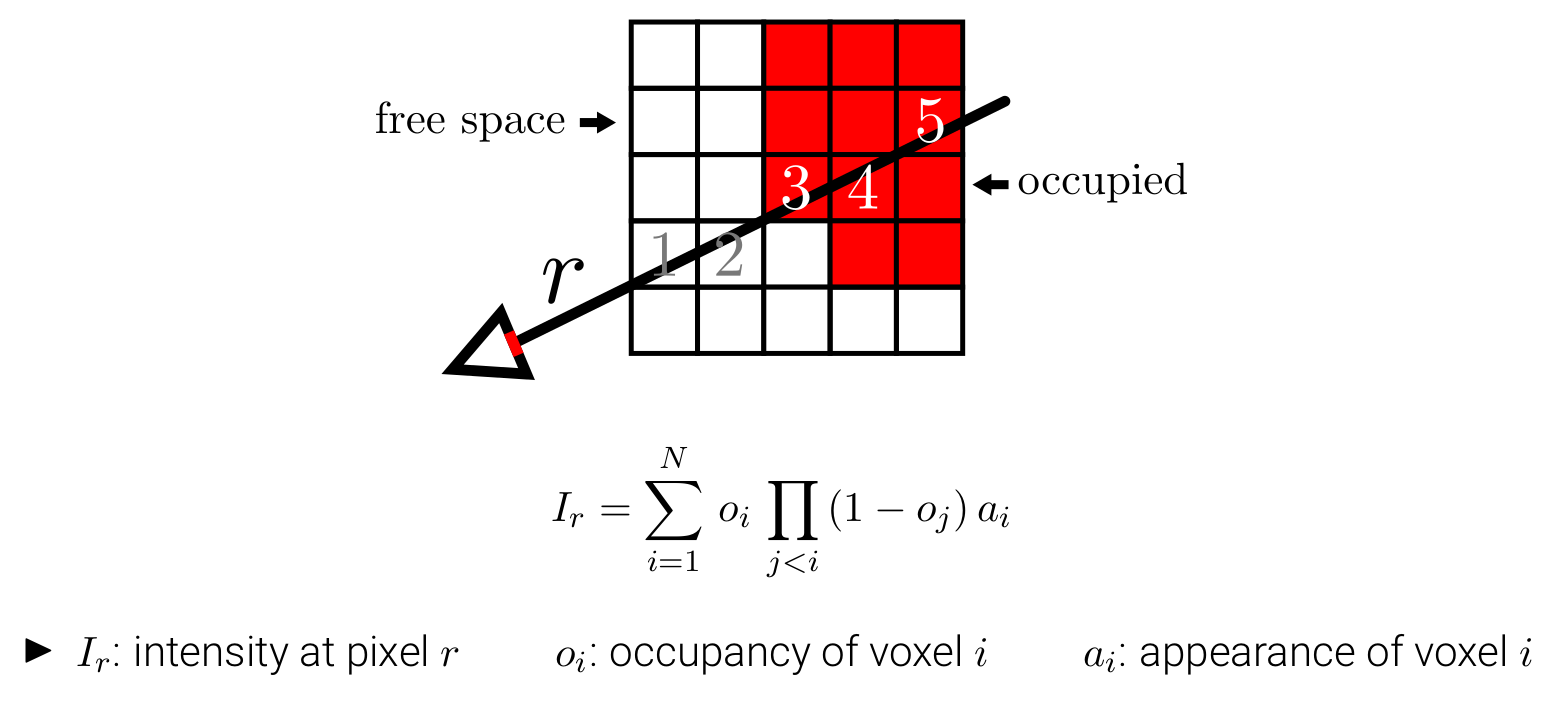 5
free space
3 4 occupied
1 2
r
I_r = \sum_{i=1}^{N} o_i \prod_{j<i} (1 - o_j) a_i
▶ I_r: intensity at pixel r o_i: occupancy of voxel i a_i: appearance of voxel i